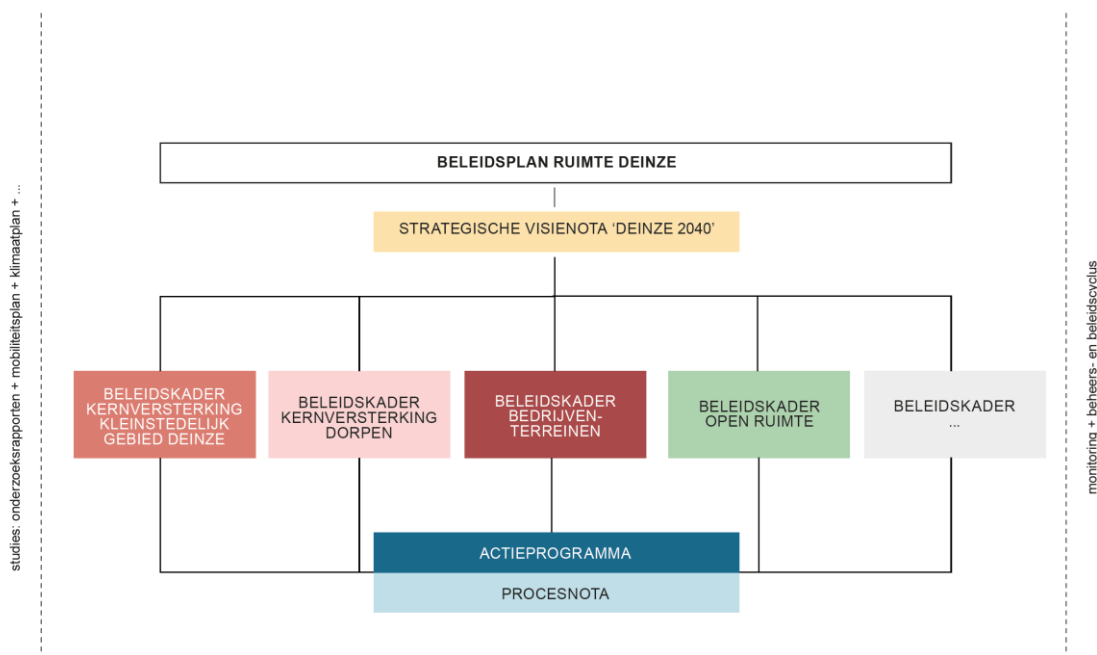 studies: onderzoeksrapporten + mobiliteitsplan + klimaatplan + ...
BELEIDSPLAN RUIMTE DEINZE
STRATEGISCHE VISIENOTA ‘DEINZE 2040’
BELEIDSKADER
KERNVERSTERKING
KLEINSTEDELIJK
GEBIED DEINZE
BELEIDSKADER
KERNVERSTERKING
DORPEN
BELEIDSKADER
BEDRIJVEN-
TERREINEN
BELEIDSKADER
OPEN RUIMTE
BELEIDSKADER
...
ACTIEPROGRAMMA
PROCESNOTA
monitoring + beheers- en beleidscyclus